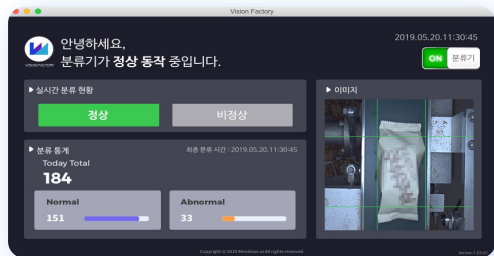 Vision Factory
2019.05.20.11:30:45
안녕하세요,
분류기가 정상 동작 중입니다.
VISION FACTORY
ON 분류기
▶ 실시간 분류 현황
정상 비정상
▶ 이미지
▶ 분류 통계
최종 분류 시간 : 2019.05.20.11:30:45
Today Total
184
Normal
151
Abnormal
33